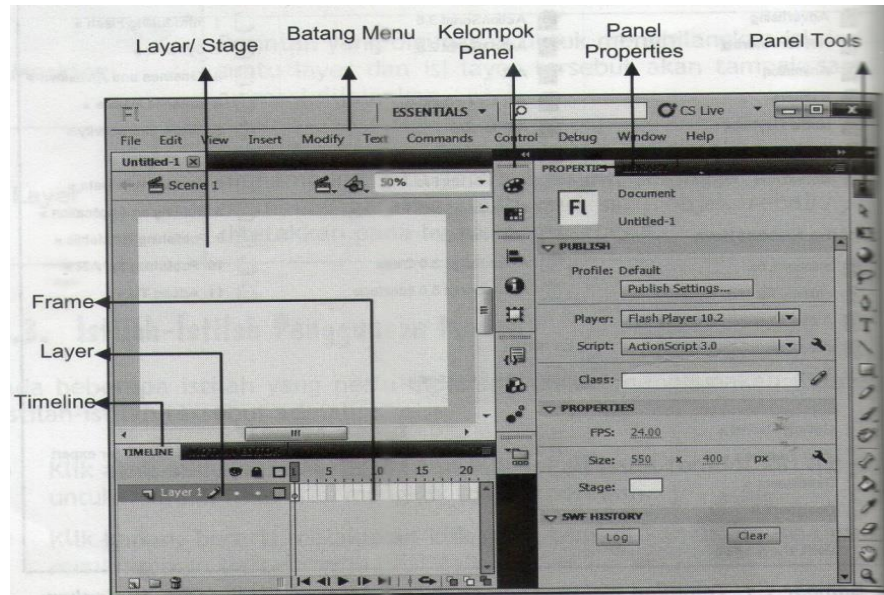 Layar/ Stage
Batang Menu
Kelompok Panel
Panel Properties
Panel Tools
Fl
ESSENTIALS
CS Live
File Edit View Insert Modify Text Commands Control Debug Window Help
Untitled-1
Scene 1
50%
PROPERTIES
Fl
Document
Untitled-1
PUBLISH
Profile: Default
Publish Settings...
Player: Flash Player 10.2
Script: ActionScript 3.0
Class:
PROPERTIES
FPS: 24.00
Size: 550 x 400 px
Stage:
SWF HISTORY
Log Clear
Frame
Layer
Timeline
TIMELINE
1 5 10 15 20
Layer 1